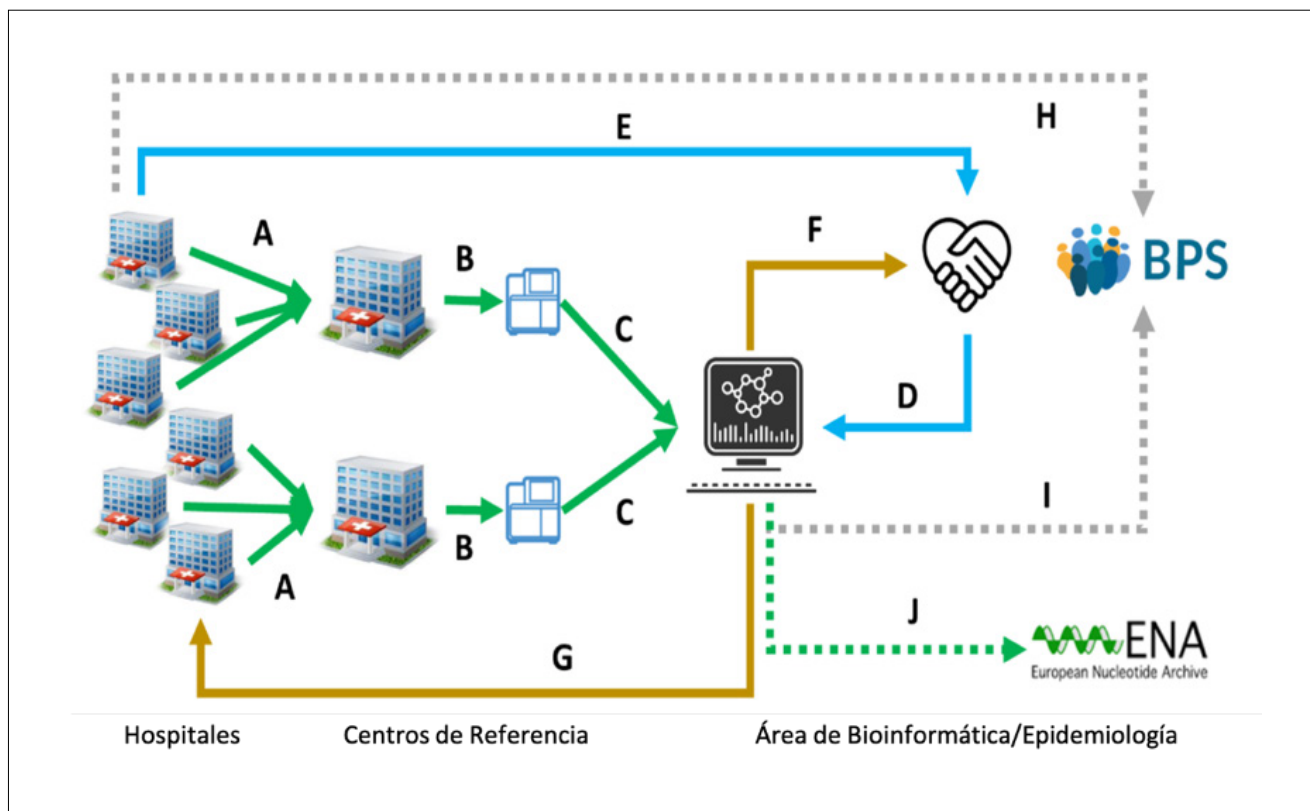 H
E
A
F
B
BPS
C
D
C
B
I
A
J
ENA
European Nucleotide Archive
G
Hospitales
Centros de Referencia
Área de Bioinformática/Epidemiología